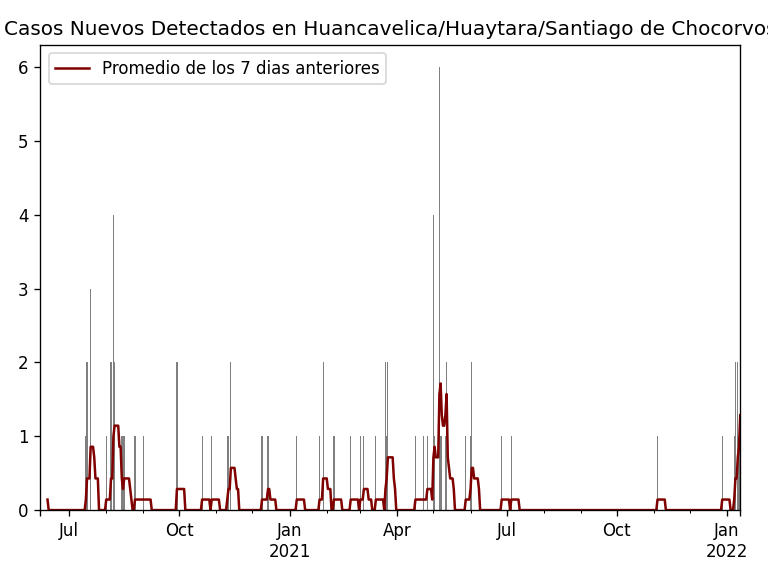 Casos Nuevos Detectados en Huancavelica/Huaytara/Santiago de Chocorvos
Promedio de los 7 dias anteriores
6
5
4
3
2
1
0
Jul Oct Jan Apr Jul Oct Jan
2021 2022